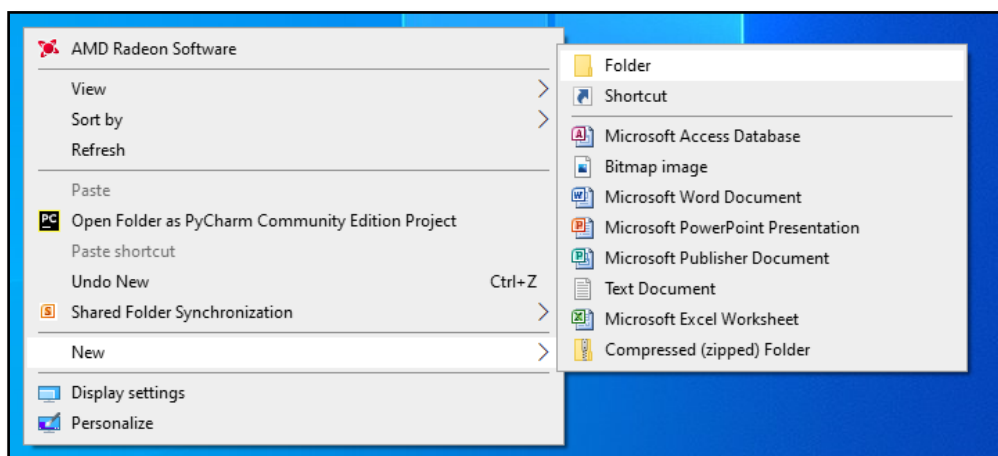 AMD Radeon Software
View
Sort by
Refresh
Paste
PC Open Folder as PyCharm Community Edition Project
Paste shortcut
Undo New Ctrl+Z
S Shared Folder Synchronization
New
Display settings
Personalize
Folder
Shortcut
A Microsoft Access Database
Bitmap image
W Microsoft Word Document
P Microsoft PowerPoint Presentation
P Microsoft Publisher Document
Text Document
X Microsoft Excel Worksheet
Compressed (zipped) Folder